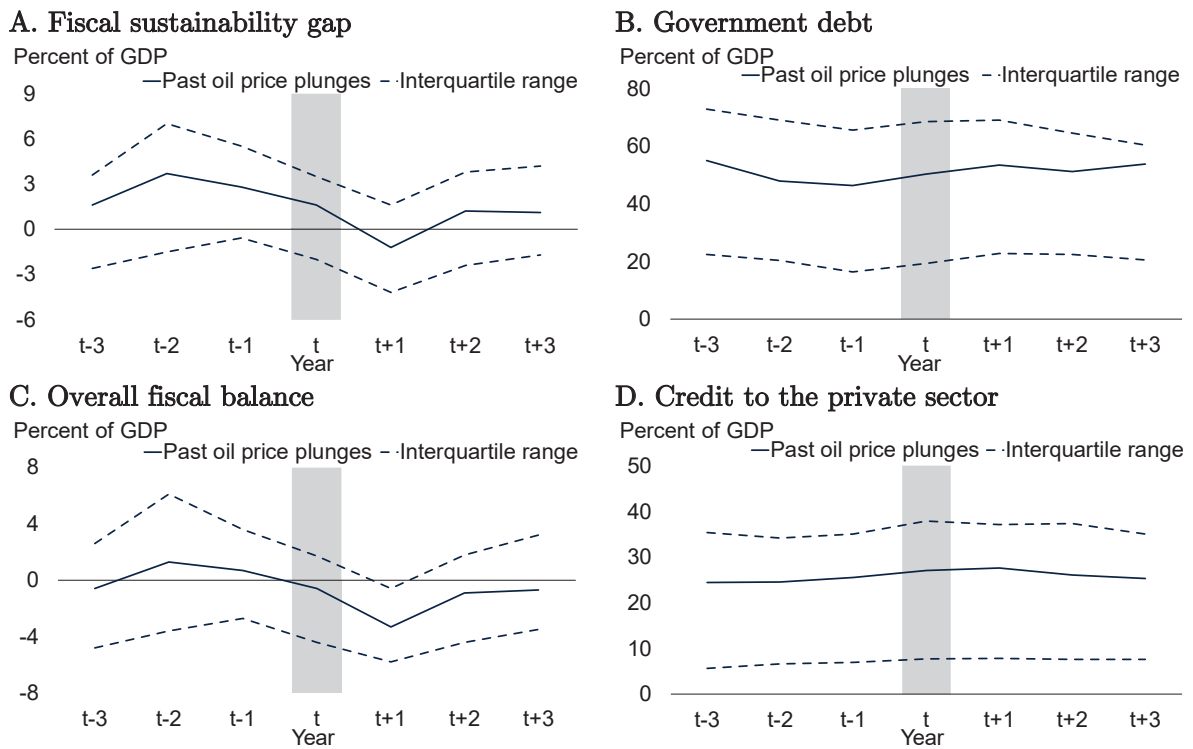 A. Fiscal sustainability gap
Percent of GDP
Past oil price plunges
Interquartile range
9
6
3
0
-3
-6
t-3
t-2
t-1
t
t+1
t+2
t+3
Year
B. Government debt
Percent of GDP
Past oil price plunges
Interquartile range
80
60
40
20
0
t-3
t-2
t-1
t
t+1
t+2
t+3
Year
C. Overall fiscal balance
Percent of GDP
Past oil price plunges
Interquartile range
8
4
0
-4
-8
t-3
t-2
t-1
t
t+1
t+2
t+3
Year
D. Credit to the private sector
Percent of GDP
Past oil price plunges
Interquartile range
50
40
30
20
10
0
t-3
t-2
t-1
t
t+1
t+2
t+3
Year